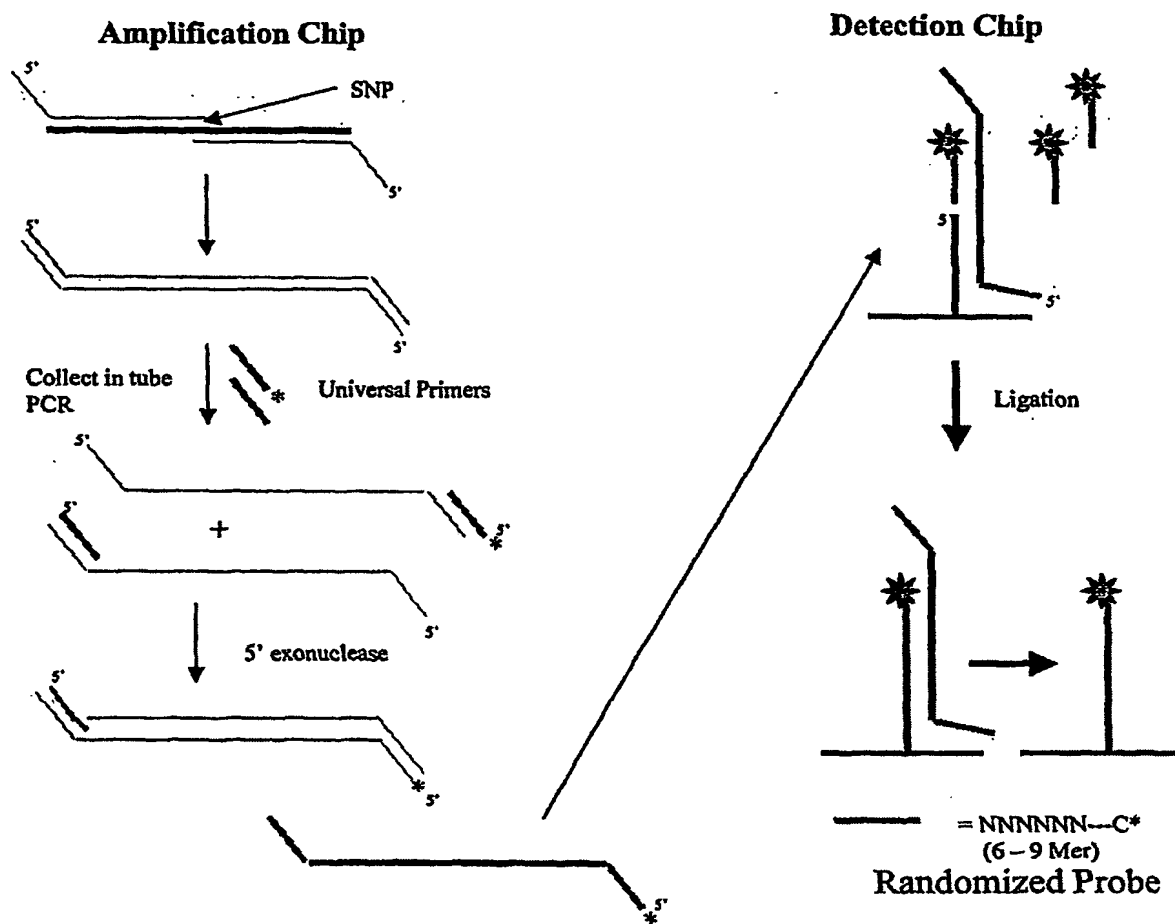 Amplification Chip
5'
SNP
5'
5'
5'
Collect in tube
PCR
*
Universal Primers
5'
5'
+
5'
*
5'
5' exonuclease
5'
*
5'
5'
*
Detection Chip
5
5'
Ligation
= NNNNNN---C*
(6 – 9 Mer)
Randomized Probe